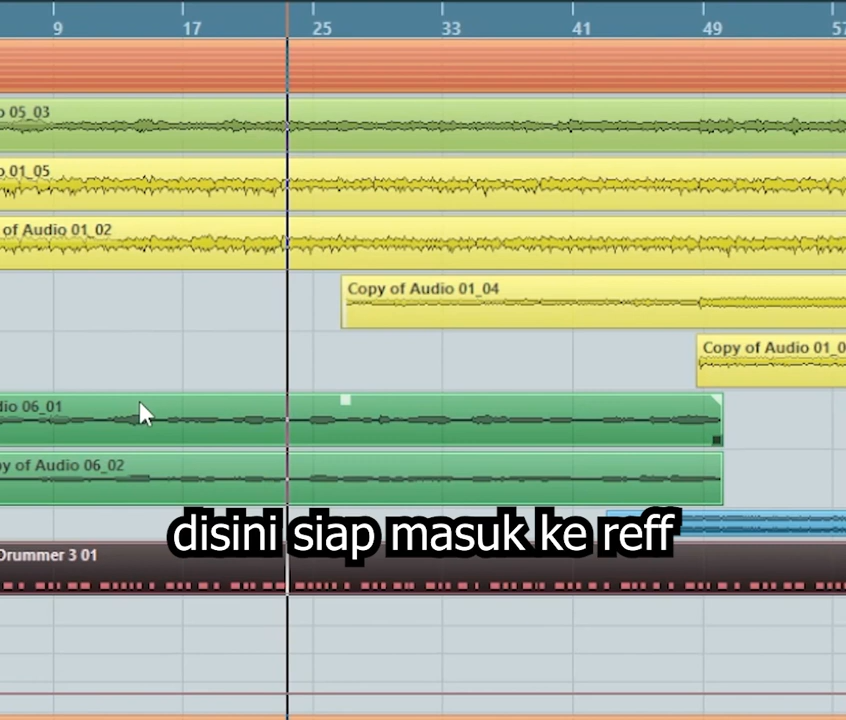 9 17 25 33 41 49 57
05_03
01_05
of Audio 01_02
Copy of Audio 01_04
Copy of Audio 01_0
dio 06_01
y of Audio 06_02
disini siap masuk ke reff
Drummer 3 01